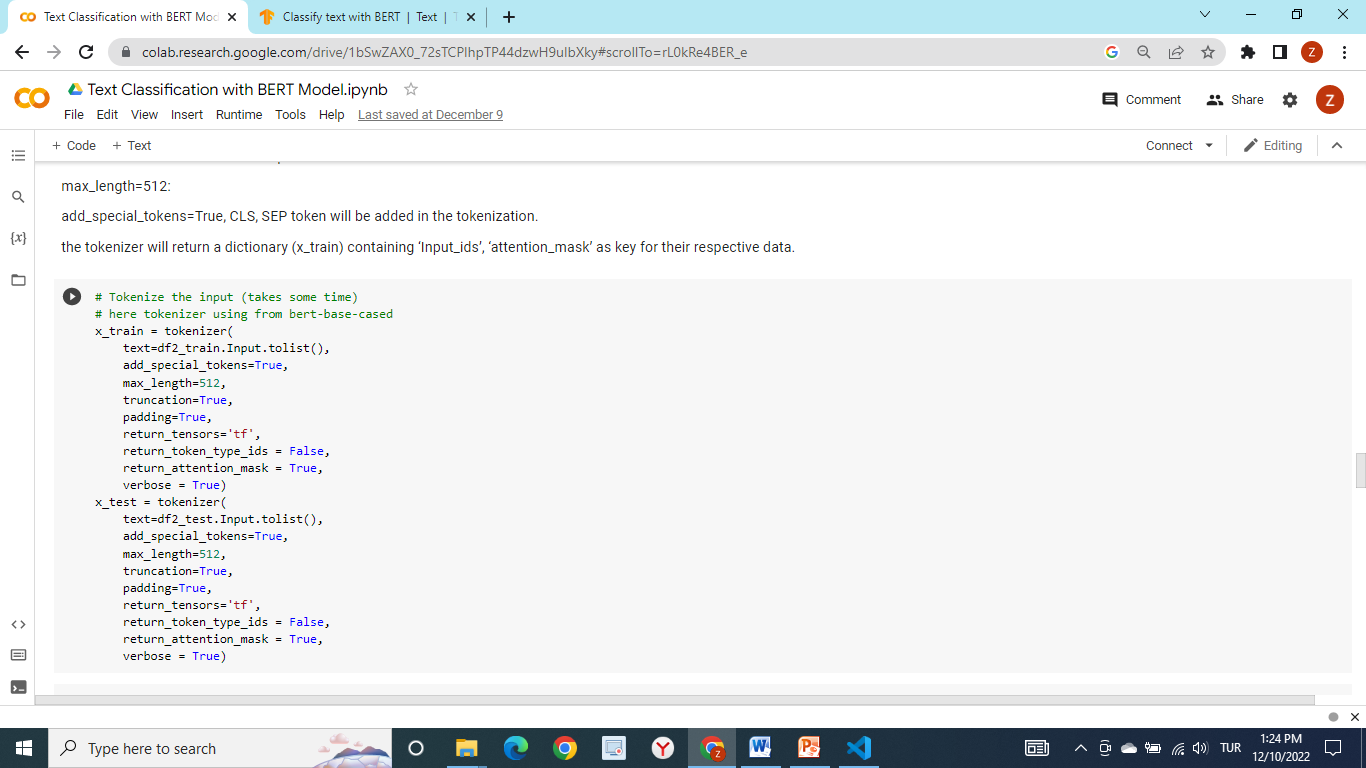 Text Classification with BERT Mod
Classify text with BERT | Text | T
colab.research.google.com/drive/1bSwZAX0_72sTCPlhpTP44dzwH9ulbXky#scrollTo=rL0kRe4BER_e
Z
Text Classification with BERT Model.ipynb
File Edit View Insert Runtime Tools Help Last saved at December 9
Comment Share Z
+ Code + Text
Connect Editing
max_length=512:
add_special_tokens=True, CLS, SEP token will be added in the tokenization.
the tokenizer will return a dictionary (x_train) containing ‘Input_ids’, ‘attention_mask’ as key for their respective data.
{x}
# Tokenize the input (takes some time)
# here tokenizer using from bert-base-cased
x_train = tokenizer(
    text=df2_train.Input.tolist(),
    add_special_tokens=True,
    max_length=512,
    truncation=True,
    padding=True,
    return_tensors='tf',
    return_token_type_ids = False,
    return_attention_mask = True,
    verbose = True)
x_test = tokenizer(
    text=df2_test.Input.tolist(),
    add_special_tokens=True,
    max_length=512,
    truncation=True,
    padding=True,
    return_tensors='tf',
    return_token_type_ids = False,
    return_attention_mask = True,
    verbose = True)
Type here to search
TUR
1:24 PM
12/10/2022